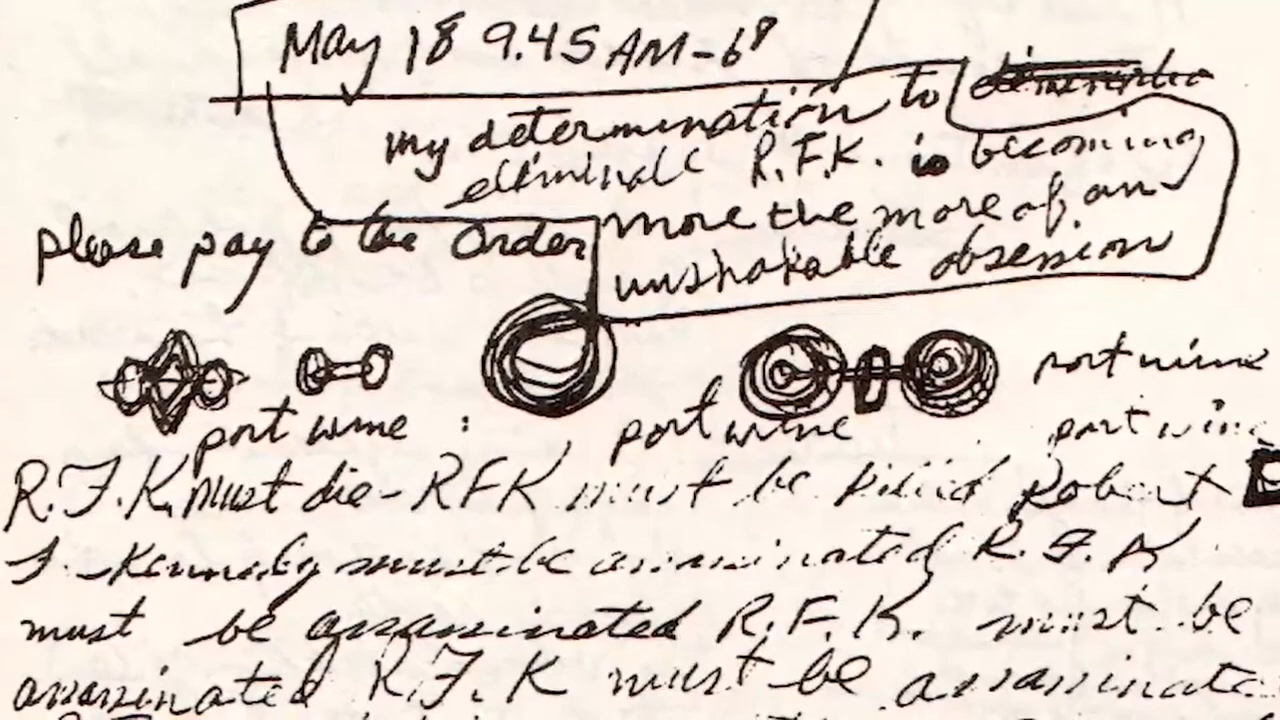 May 18 9.45 AM-68
my determination to
eliminate R.F.K. is becoming
more the more of an
unshakable obsession
please pay to the Order
port wine
port wine : port wine port wine
R.F.K. must die - RFK must be killed Robert
F. Kennedy must be assassinated R.F.K
must be assassinated R.F.K. must be
assassinated R.F.K must be assassinated